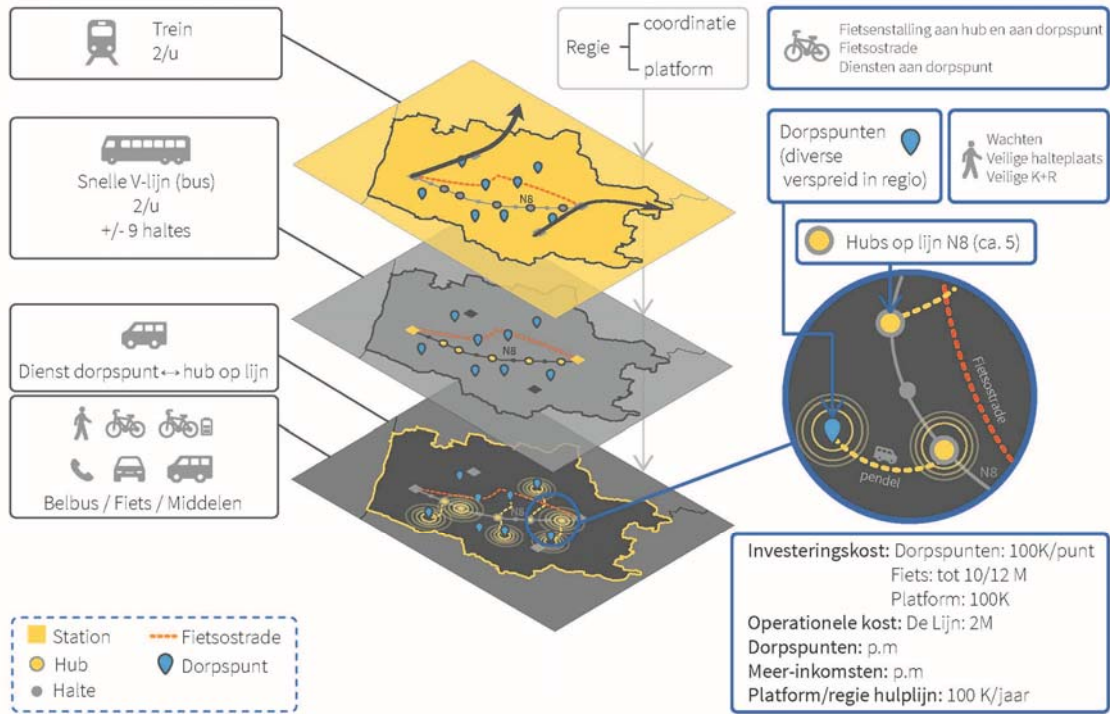 Trein
2/u
Regie
coordinatie
platform
Fietsenstalling aan hub en aan dorpspunt
Fietsostrade
Diensten aan dorpspunt
Snelle V-lijn (bus)
2/u
+/- 9 haltes
Dorpspunten
(diverse
verspreid in regio)
Wachten
Veilige halteplaats
Veilige K+R
Hubs op lijn N8 (ca. 5)
N8
N8
N8
Dienst dorpspunt ↔ hub op lijn
Belbus / Fiets / Middelen
Fietsostrade
pendel
N8
Investeringskost: Dorpspunten: 100K/punt
Fiets: tot 10/12 M
Platform: 100K
Operationele kost: De Lijn: 2M
Dorpspunten: p.m
Meer-inkomsten: p.m
Platform/regie hulplijn: 100 K/jaar
Station
Fietsostrade
Hub
Dorpspunt
Halte